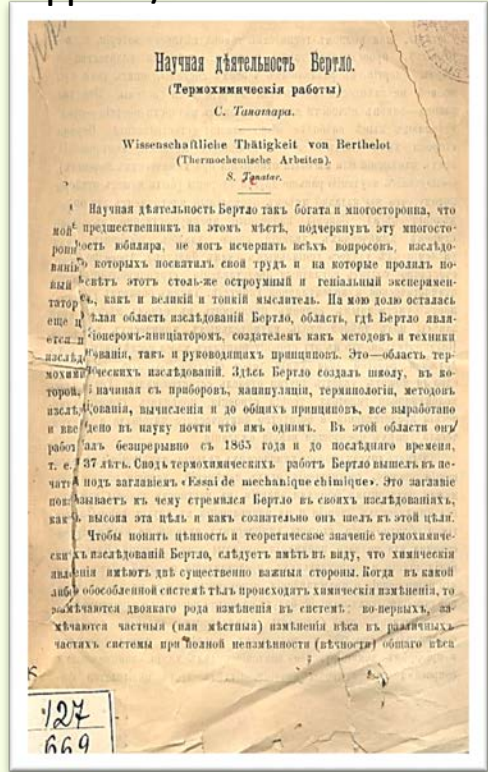 Научная дѣятельность Бертло.
(Термохимическія работы)
С. Танатара.
Wissenschaftliche Thätigkeit von Berthelot
(Thermochemische Arbeiten).
S. Tanatar.
Научная дѣятельность Бертло такъ богата и многосторонна, что
мой предшественникъ на этомъ мѣстѣ, подчеркнувъ эту многосто-
ронность юбиляра, не могъ исчерпать всѣхъ вопросовъ, изслѣдо-
ванію которыхъ посвятилъ свой трудъ и на которые пролилъ но-
вый свѣтъ этотъ столь-же остроумный и геніальный эксперимен-
таторъ, какъ и великій и тонкій мыслитель. На мою долю осталась
еще цѣлая область изслѣдованій Бертло, область, гдѣ Бертло явля-
ется піонеромъ-иниціаторомъ, создателемъ какъ методовъ и техники
изслѣдованія, такъ и руководящихъ принциповъ. Это—область тер-
мохимическихъ изслѣдованій. Здѣсь Бертло создалъ школу, въ ко-
торой, начиная съ приборовъ, манипуляціи, терминологіи, методовъ
изслѣдованія, вычисленія и до общихъ принциповъ, все выработано
и введено въ науку почти что имъ однимъ. Въ этой области онъ
работалъ безпрерывно съ 1865 года и до послѣдняго времени,
т. е. 37 лѣтъ. Сводъ термохимическихъ работъ Бертло вышелъ въ пе-
чати подъ заглавіемъ «Essai de mechanique chimique». Это заглавіе
показываетъ къ чему стремился Бертло въ своихъ изслѣдованіяхъ,
какъ высока эта цѣль и какъ сознательно онъ шелъ къ этой цѣли.
Чтобы понять цѣнность и теоретическое значеніе термохимиче-
скихъ изслѣдованій Бертло, слѣдуетъ имѣть въ виду, что химическія
явленія имѣютъ двѣ существенно важныя стороны. Когда въ какой
либо обособленной системѣ тѣлъ происходятъ химическія измѣненія, то
замѣчаются двоякаго рода измѣненія въ системѣ: во-первыхъ, за-
мѣчаются частныя (или мѣстныя) измѣненія вѣса въ различныхъ
частяхъ системы при полной неизмѣнности (вѣчности) общаго вѣса
127
669